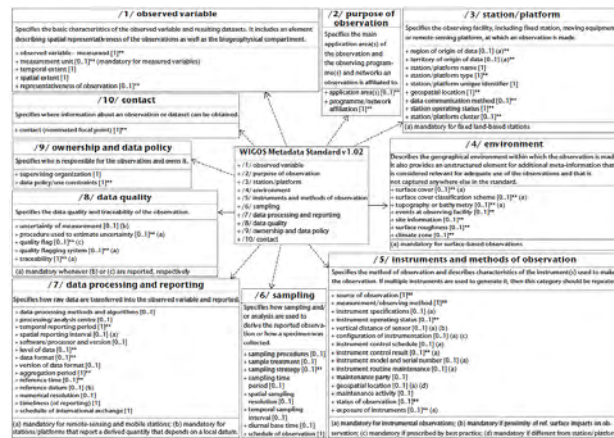 /1/ observed variable
Specifies the basic characteristics of the observed variable and resulting datasets. It includes an element
describing spatial representativeness of the observations as well as the biogeophysical compartment.
+ observed variable - measurand [1]**
+ measurement unit [0..1]** (mandatory for measured variables)
+ temporal extent [1]
+ spatial extent [1]
+ representativeness of observation [0..1]**
/2/ purpose of
observation
Specifies the main
application area(s) of
the observation and
the observing program-
me(s) and networks an
observation is affiliated to.
+ application area(s) [1]**
+ programme/network
affiliation [1]**
/3/ station/platform
Specifies the observing facility, including fixed station, moving equipment
or remote-sensing platform, at which an observation is made.
+ region of origin of data [0..1] (a)**
+ territory of origin of data [0..1] (a)**
+ station/platform name [1]
+ station/platform type [1]**
+ station/platform unique identifier [1]
+ geospatial location [1]**
+ data communication method [0..1]**
+ station operating status [1]**
+ station/platform cluster [0..1]**
(a) mandatory for fixed land-based stations
/10/ contact
Specifies where information about an observation or dataset can be obtained.
+ contact (nominated focal point) [1]**
/9/ ownership and data policy
Specifies who is responsible for the observation and owns it.
+ supervising organization [1]
+ data policy/use constraints [1]**
WIGOS Metadata Standard v1.02
+ /1/ observed variable
+ /2/ purpose of observation
+ /3/ station/platform
+ /4/ environment
+ /5/ instruments and methods of observation
+ /6/ sampling
+ /7/ data processing and reporting
+ /8/ data quality
+ /9/ ownership and data policy
+ /10/ contact
/4/ environment
Describes the geographical environment within which the observation is made.
It also provides an unstructured element for additional meta-information that
is considered relevant for adequate use of the observations and that is
not captured anywhere else in the standard.
+ surface cover [0..1]** (a)
+ surface cover classification scheme [0..1]** (a)
+ topography or bathymetry [0..1]** (a)
+ events at observing facility [0..1]**
+ site information [0..1]**
+ surface roughness [0..1]**
+ climate zone [0..1]**
(a) mandatory for surface-based observations
/8/ data quality
Specifies the data quality and traceability of the observation.
+ uncertainty of measurement [0..1] (b)
+ procedure used to estimate uncertainty [0..1]** (a)
+ quality flag [0..1]** (c)
+ quality flagging system [0..1]** (a)
+ traceability [1]** (a)
(a) mandatory whenever (b) or (c) are reported, respectively
/7/ data processing and reporting
Specifies how raw data are transferred into the observed variable and reported.
+ data-processing methods and algorithms [0..1]
+ processing/analysis centre [0..1]
+ temporal reporting period [1]**
+ spatial reporting interval [0..1] (a)
+ software/processor and version [0..1]
+ level of data [0..1]**
+ data format [1]**
+ version of data format [0..1]
+ aggregation period [1]**
+ reference time [0..1]**
+ reference datum [0..1] (b)
+ numerical resolution [0..1]
+ timeliness (of reporting) [0..1]
+ schedule of international exchange [1]
(a) mandatory for remote-sensing and mobile stations; (b) mandatory for
stations/platforms that report a derived quantity that depends on a local datum.
/6/ sampling
Specifies how sampling and/
or analysis are used to
derive the reported observation
or how a specimen was
collected.
+ sampling procedures [0..1]
+ sample treatment [0..1]
+ sampling strategy [0..1]**
+ sampling time
period [0..1]
+ spatial sampling
resolution [0..1]
+ temporal sampling
interval [0..1]
+ diurnal base time [0..1]
+ schedule of observation [1]
/5/ instruments and methods of observation
Specifies the method of observation and describes characteristics of the instrument(s) used to make
the observation. If multiple instruments are used to generate it, then this category should be repeated.
+ source of observation [1]**
+ measurement/observing method [1]**
+ instrument specifications [0..1] (a)
+ instrument operating status [0..1]**
+ vertical distance of sensor [0..1] (a) (b)
+ configuration of instrumentation [0..1] (a) (c)
+ instrument control schedule [0..1] (a)
+ instrument control result [0..1]** (a)
+ instrument model and serial number [0..1] (a)
+ instrument routine maintenance [0..1] (a)
+ maintenance party [0..1]
+ geospatial location [0..1] (a) (d)
+ maintenance activity [0..1]
+ status of observation [0..1]**
+ exposure of instruments [0..1]** (a)
(a) mandatory for instrumental observations; (b) mandatory if proximity of ref. surface impacts on ob-
servation; (c) mandatory if prescribed by best practice; (d) mandatory if different from station/platform